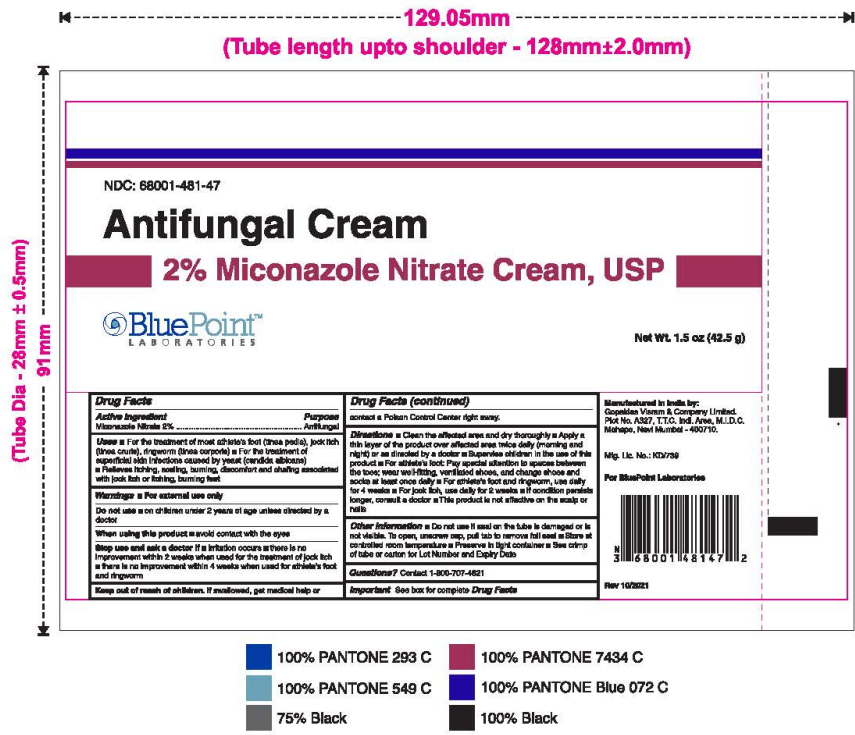 129.05mm
(Tube length upto shoulder - 128mm±2.0mm)
(Tube Dia - 28mm ± 0.5mm)
91mm
NDC: 68001-481-47
Antifungal Cream
2% Miconazole Nitrate Cream, USP
BluePoint™
LABORATORIES
Net Wt. 1.5 oz (42.5 g)
Drug Facts
Active Ingredient Purpose
Miconazole Nitrate 2% ........ Antifungal
Uses ■ For the treatment of most athlete's foot (tinea pedis), jock itch
(tinea cruris), ringworm (tinea corporis) ■ For the treatment of
superficial skin infections caused by yeast (candida albicans)
■ Relieves itching, scaling, burning, discomfort and chafing associated
with jock itch or itching, burning feet
Warnings ■ For external use only
Do not use ■ on children under 2 years of age unless directed by a
doctor
When using this product ■ avoid contact with the eyes
Stop use and ask a doctor if ■ irritation occurs ■ there is no
improvement within 2 weeks when used for the treatment of jock itch
■ there is no improvement within 4 weeks when used for athlete's foot
and ringworm
Keep out of reach of children. If swallowed, get medical help or
Drug Facts (continued)
contact a Poison Control Center right away.
Directions ■ Clean the affected area and dry thoroughly ■ Apply a
thin layer of the product over affected area twice daily (morning and
night) or as directed by a doctor ■ Supervise children in the use of this
product ■ For athlete's foot: Pay special attention to spaces between
the toes; wear well-fitting, ventilated shoes, and change shoes and
socks at least once daily ■ For athlete's foot and ringworm, use daily
for 4 weeks ■ For jock itch, use daily for 2 weeks ■ If condition persists
longer, consult a doctor ■ This product is not effective on the scalp or
nails
Other information ■ Do not use if seal on the tube is damaged or is
not visible. To open, unscrew cap, pull tab to remove foil seal ■ Store at
controlled room temperature ■ Preserve in tight container ■ See crimp
of tube or carton for Lot Number and Expiry Date
Questions? Contact 1-800-707-4621
Important See box for complete Drug Facts
Manufactured in India by:
Gopaldas Visram & Company Limited.
Plot No. A327, T.T.C. Indl. Area, M.I.D.C.
Mahape, Navi Mumbai - 400710.
Mfg. Lic. No.: KD/739
For BluePoint Laboratories
N
3 68001 48147 2
Rev 10/2021
100% PANTONE 293 C
100% PANTONE 7434 C
100% PANTONE 549 C
100% PANTONE Blue 072 C
75% Black
100% Black